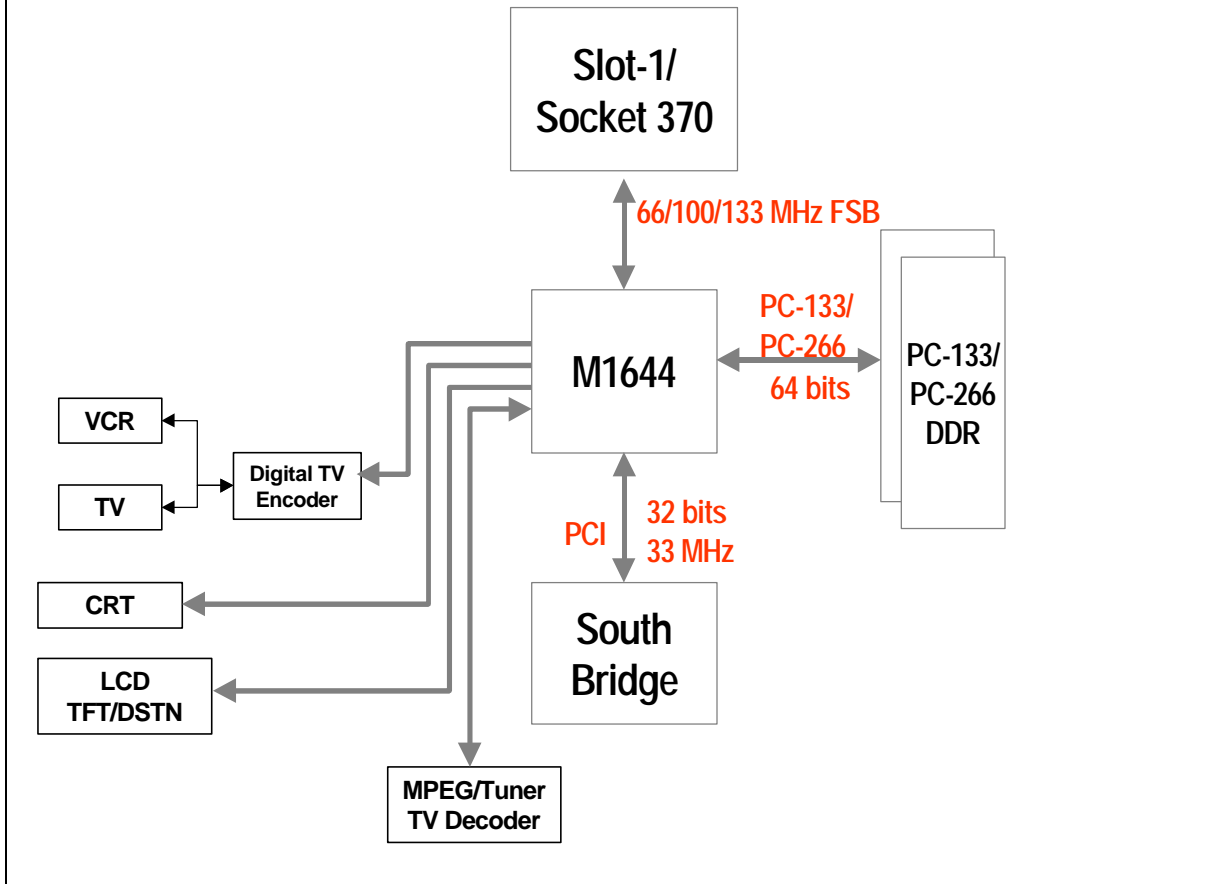 Slot-1/
Socket 370
66/100/133 MHz FSB
PC-133/
PC-266
64 bits
PC-133/
PC-266
DDR
M1644
VCR
TV
Digital TV
Encoder
PCI
32 bits
33 MHz
CRT
LCD
TFT/DSTN
South
Bridge
MPEG/Tuner
TV Decoder